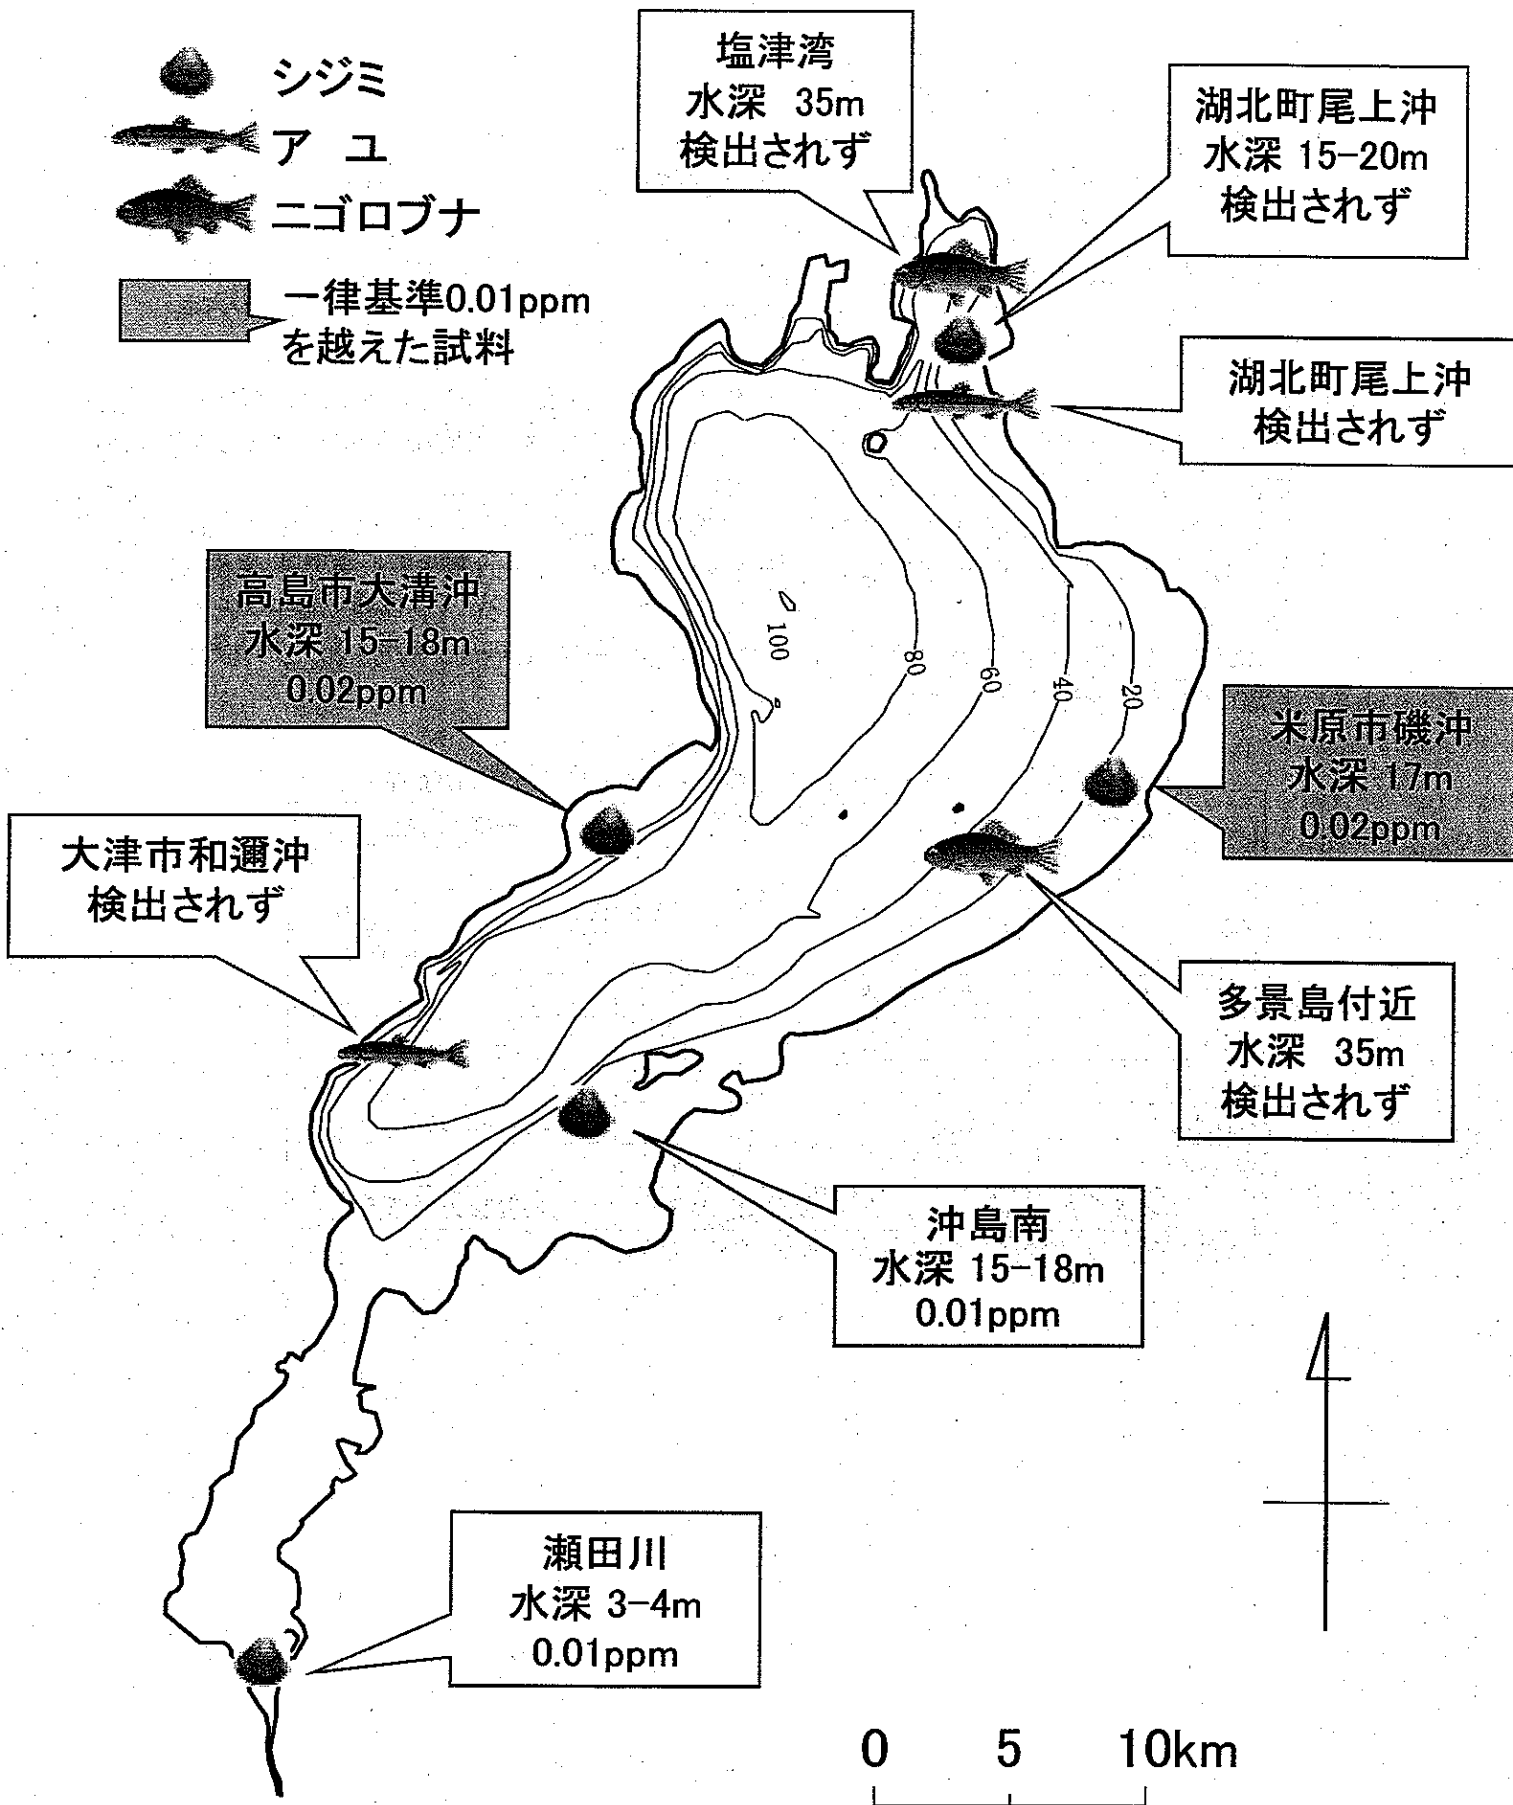 シジミ
ア ユ
ニゴロブナ
一律基準0.01ppm
を越えた試料
塩津湾
水深 35m
検出されず
湖北町尾上沖
水深 15-20m
検出されず
湖北町尾上沖
検出されず
高島市大溝沖
水深 15-18m
0.02ppm
100
80
60
40
20
米原市磯沖
水深 17m
0.02ppm
大津市和邇沖
検出されず
多景島付近
水深 35m
検出されず
沖島南
水深 15-18m
0.01ppm
瀬田川
水深 3-4m
0.01ppm
0 5 10km